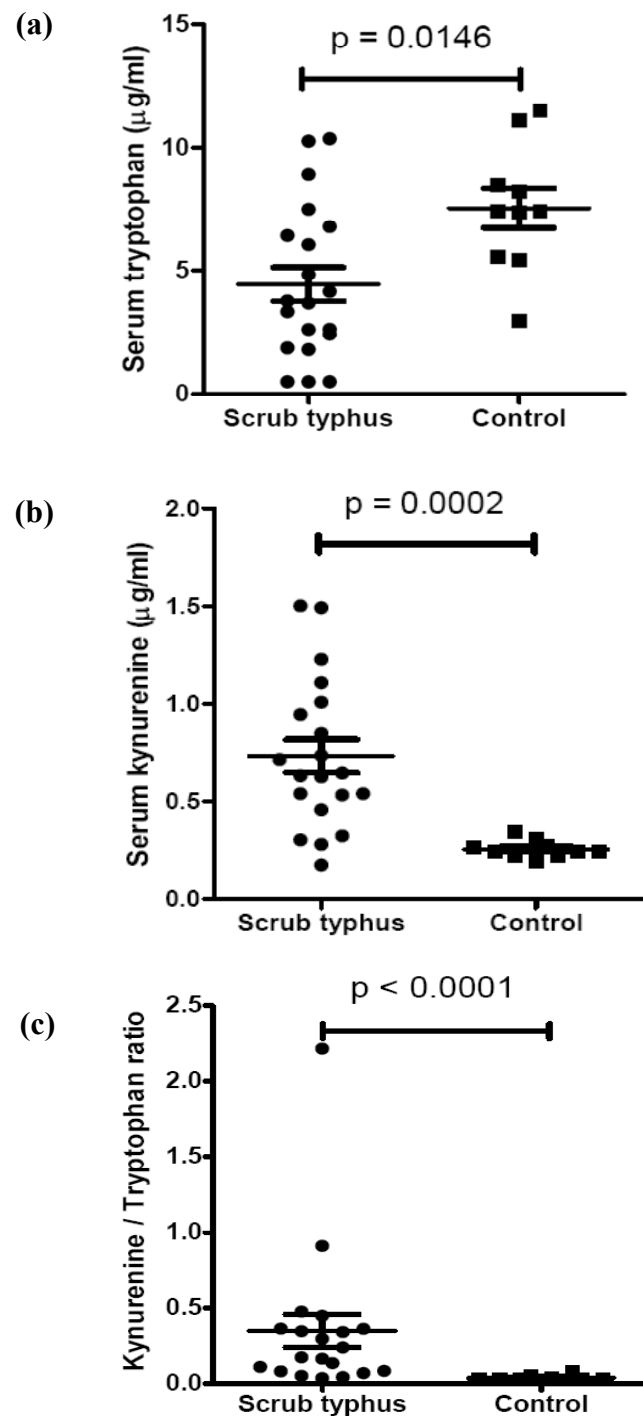 (a)
p = 0.0146
Serum tryptophan (μg/ml)
15
10
5
0
Scrub typhus Control
(b)
p = 0.0002
Serum kynurenine (μg/ml)
2.0
1.5
1.0
0.5
0.0
Scrub typhus Control
(c)
p < 0.0001
Kynurenine / Tryptophan ratio
2.5
2.0
1.5
1.0
0.5
0.0
Scrub typhus Control